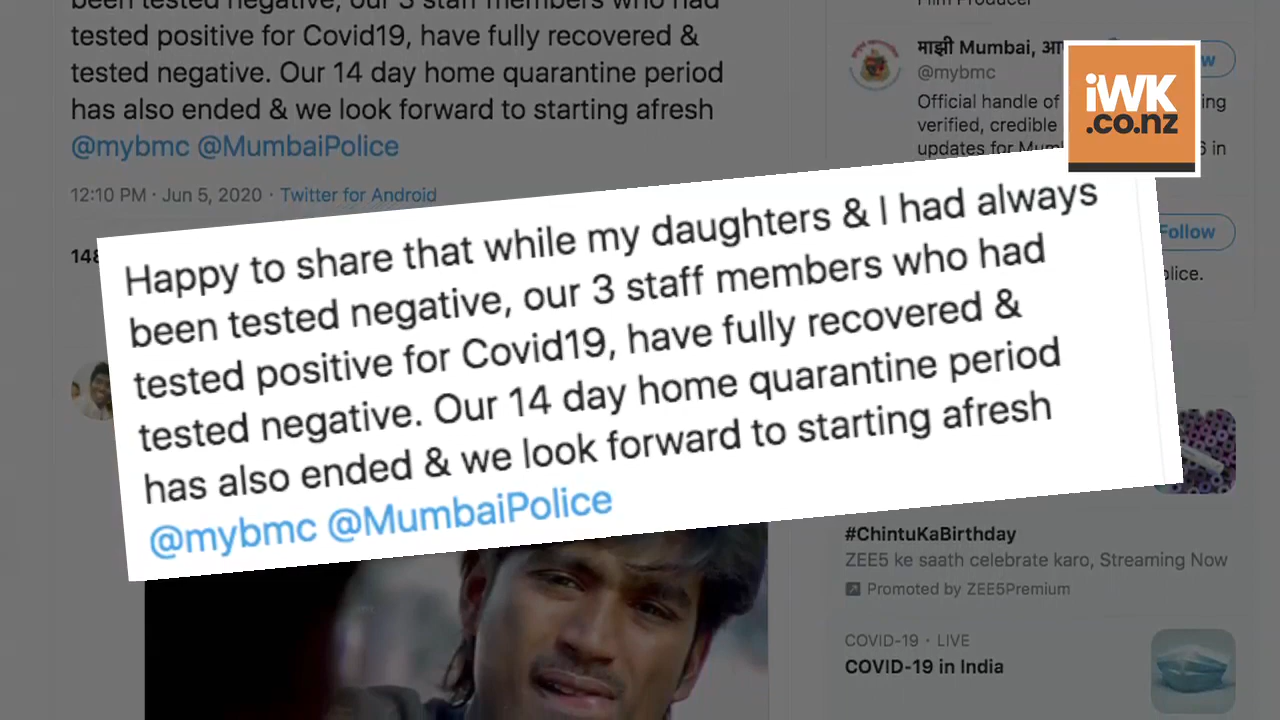 been tested negative, our 3 staff members who had
tested positive for Covid19, have fully recovered &
tested negative. Our 14 day home quarantine period
has also ended & we look forward to starting afresh
@mybmc @MumbaiPolice
12:10 PM · Jun 5, 2020 · Twitter for Android
148
Happy to share that while my daughters & I had always
been tested negative, our 3 staff members who had
tested positive for Covid19, have fully recovered &
tested negative. Our 14 day home quarantine period
has also ended & we look forward to starting afresh
@mybmc @MumbaiPolice
Film Producer
माझी Mumbai,
@mybmc
Official handle of
verified, credible
updates for
in
iWK
.co.nz
Follow
#ChintuKaBirthday
ZEE5 ke saath celebrate karo, Streaming Now
Promoted by ZEE5Premium
COVID-19 · LIVE
COVID-19 in India